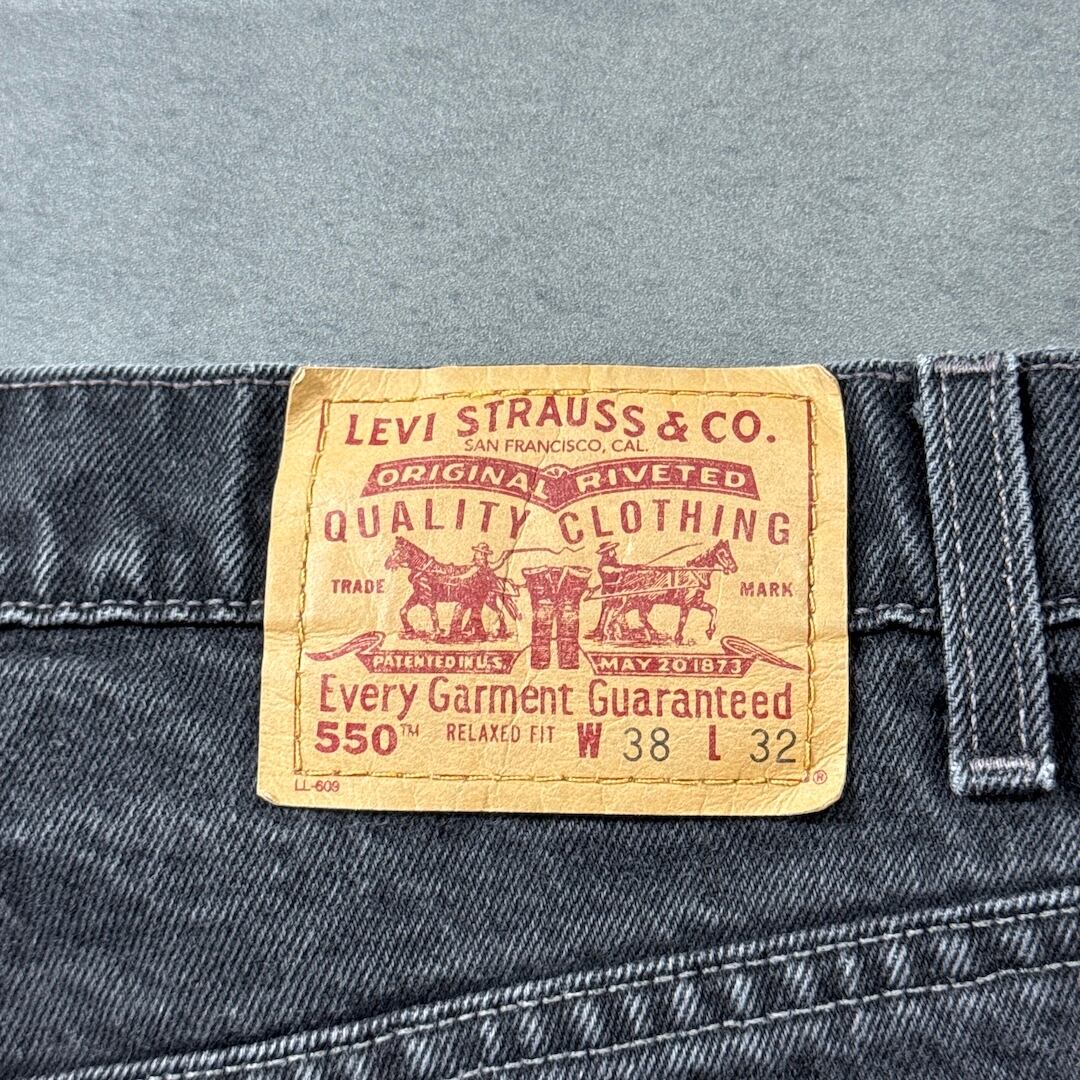 LEVI STRAUSS & CO.
SAN FRANCISCO, CAL.
ORIGINAL RIVETED
QUALITY CLOTHING
TRADE MARK
PATENTED IN U.S. MAY 20 1873
Every Garment Guaranteed
550™ RELAXED FIT W 38 L 32
LL-609 ®